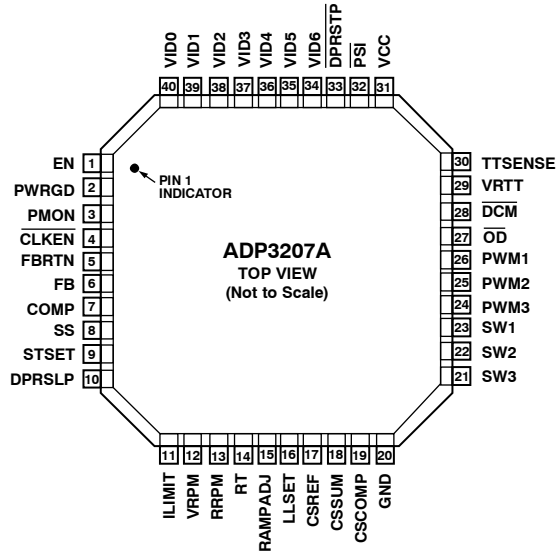 VID0 VID1 VID2 VID3 VID4 VID5 VID6 DPRSTP PSI VCC
40 39 38 37 36 35 34 33 32 31
EN 1
PWRGD 2
PMON 3
CLKEN 4
FBRTN 5
FB 6
COMP 7
SS 8
STSET 9
DPRSLP 10
PIN 1
INDICATOR
ADP3207A
TOP VIEW
(Not to Scale)
30 TTSENSE
29 VRTT
28 DCM
27 OD
26 PWM1
25 PWM2
24 PWM3
23 SW1
22 SW2
21 SW3
11 12 13 14 15 16 17 18 19 20
ILIMIT VRPM RRPM RT RAMPADJ LLSET CSREF CSSUM CSCOMP GND